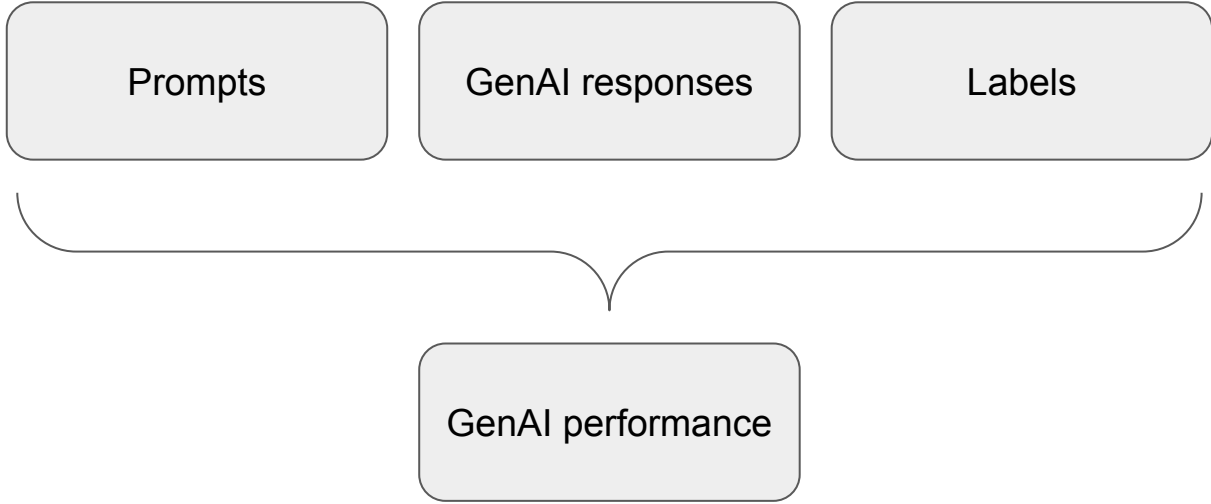 Prompts
GenAI responses
Labels
GenAI performance